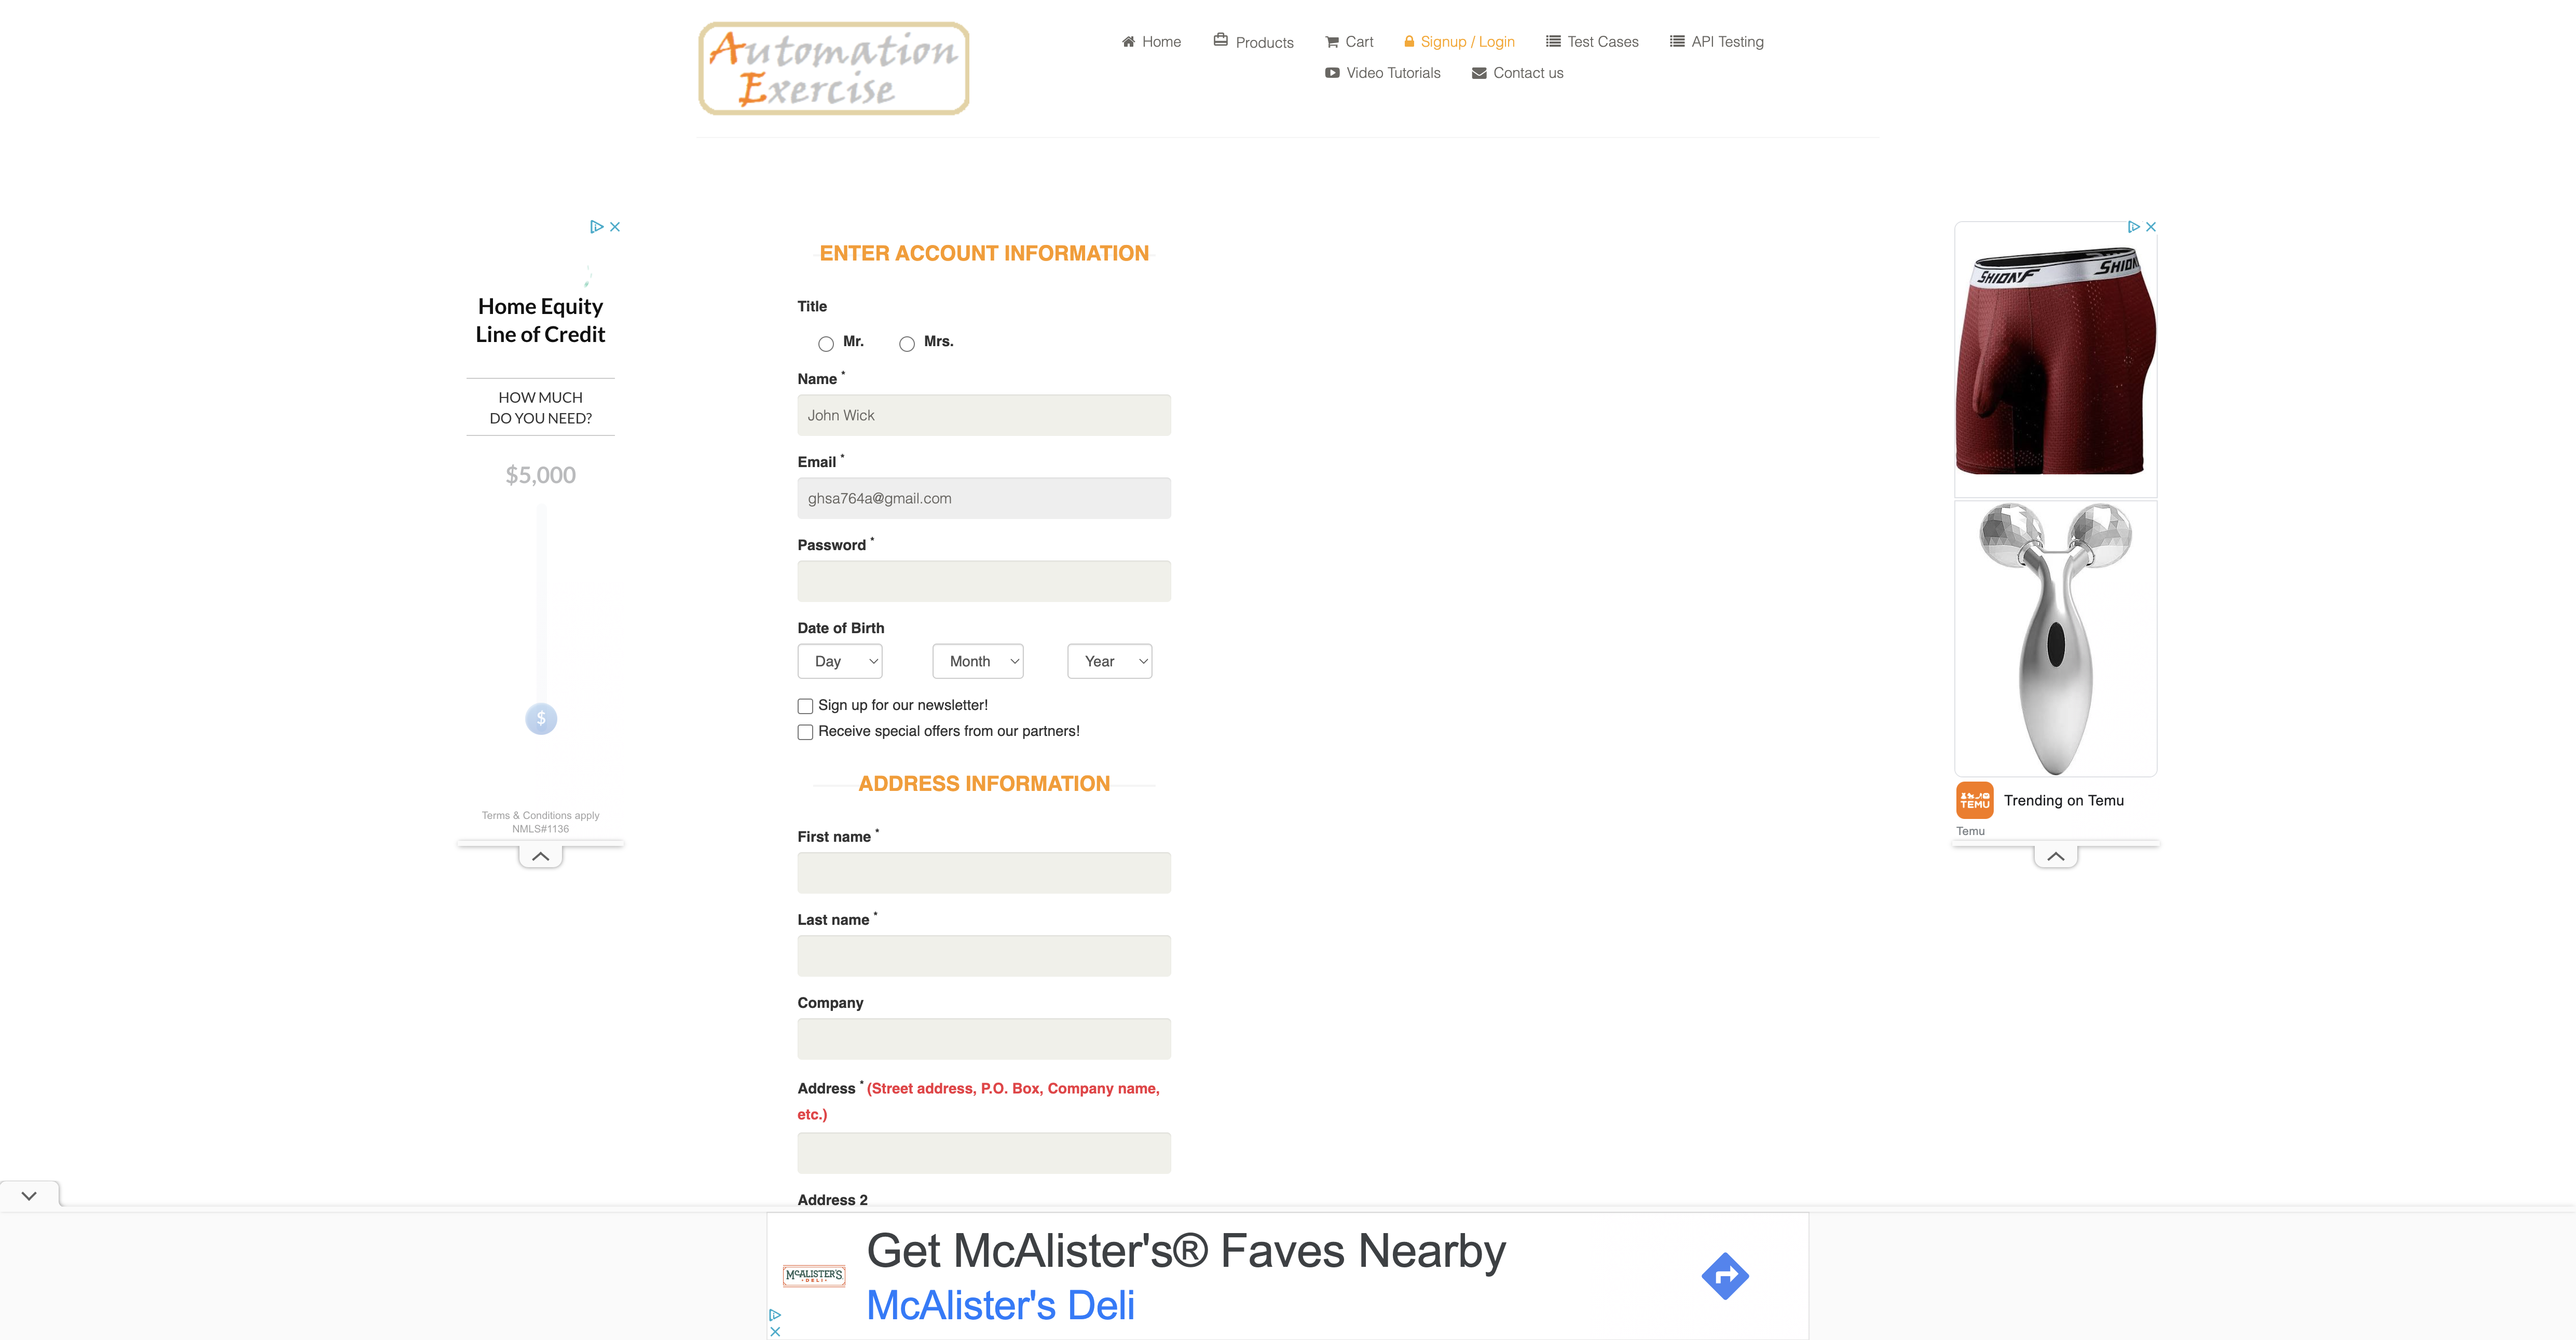 Automation
Exercise
Home
Products
Cart
Signup / Login
Test Cases
API Testing
Video Tutorials
Contact us
Home Equity
Line of Credit
HOW MUCH
DO YOU NEED?
$5,000
$
Terms & Conditions apply
NMLS#1136
ENTER ACCOUNT INFORMATION
Title
Mr.
Mrs.
Name *
John Wick
Email *
ghsa764a@gmail.com
Password *
Date of Birth
Day
Month
Year
Sign up for our newsletter!
Receive special offers from our partners!
ADDRESS INFORMATION
First name *
Last name *
Company
Address * (Street address, P.O. Box, Company name,
etc.)
Address 2
TEMU
Trending on Temu
Temu
McALISTER'S
DELI
Get McAlister's® Faves Nearby
McAlister's Deli